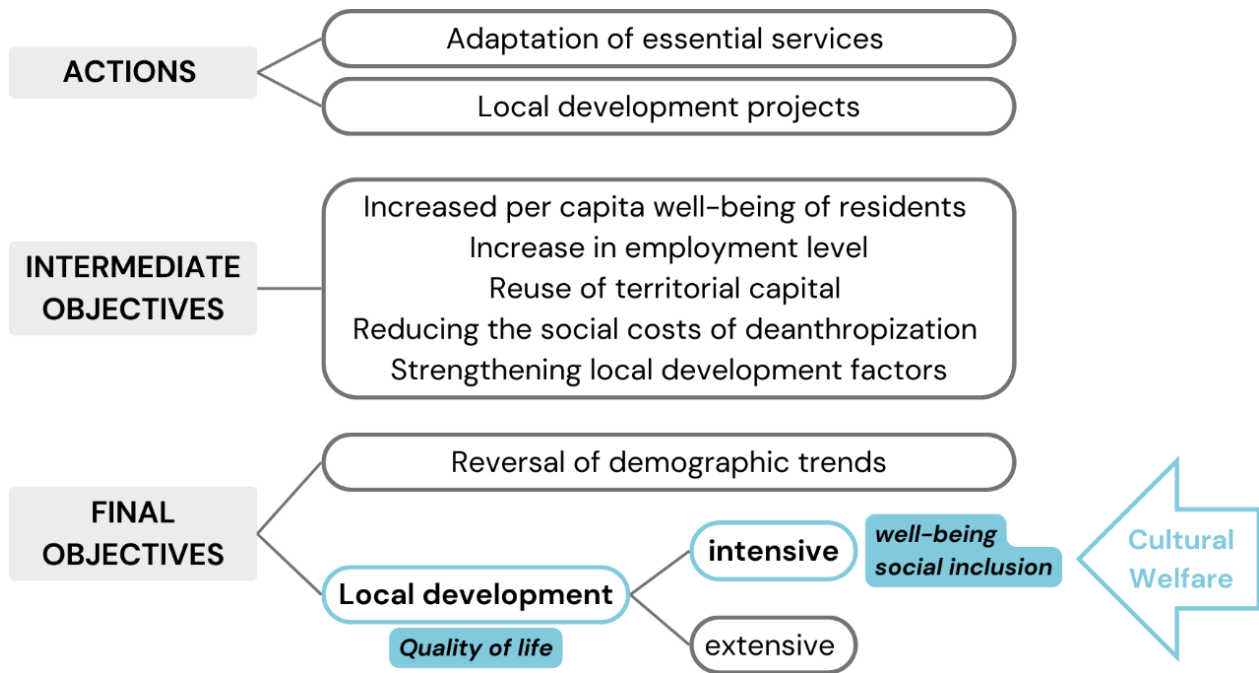 ACTIONS
Adaptation of essential services
Local development projects
INTERMEDIATE
OBJECTIVES
Increased per capita well-being of residents
Increase in employment level
Reuse of territorial capital
Reducing the social costs of deanthropization
Strengthening local development factors
FINAL
OBJECTIVES
Reversal of demographic trends
Local development
Quality of life
intensive
well-being
social inclusion
extensive
Cultural
Welfare